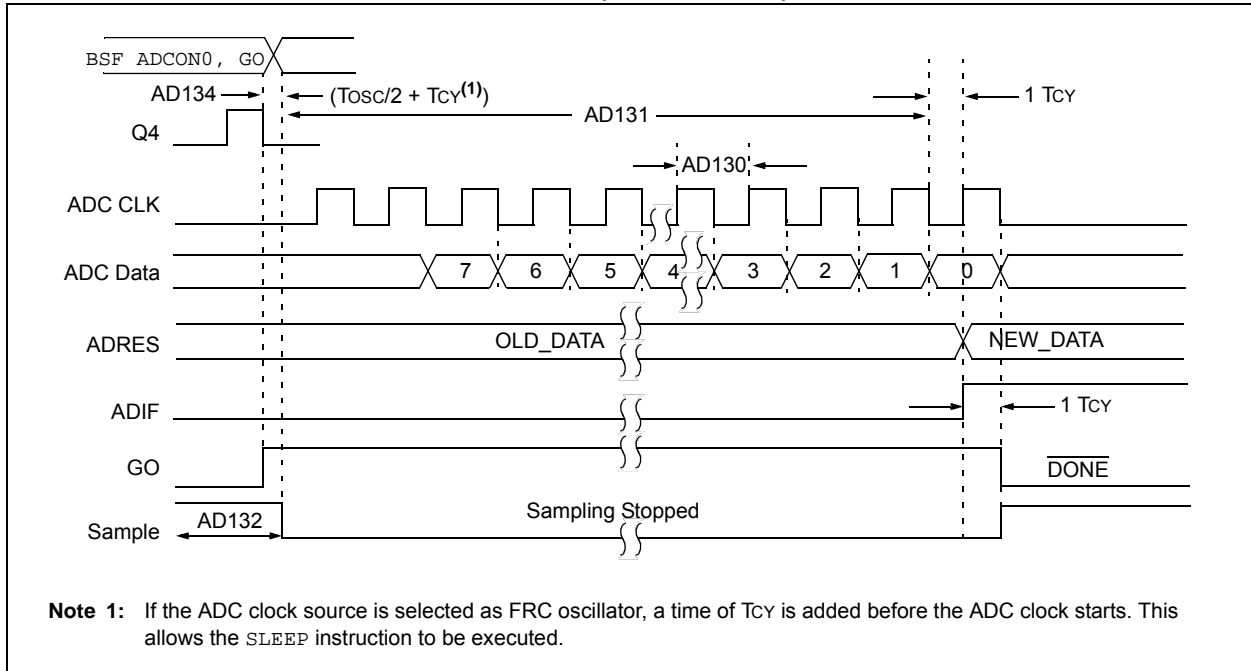 BSF ADCON0, GO
AD134 (TOSC/2 + TCY(1)) 1 TCY
AD131
Q4
AD130
ADC CLK
ADC Data 7 6 5 4 3 2 1 0
ADRES OLD_DATA NEW_DATA
ADIF 1 TCY
GO DONE
AD132 Sampling Stopped
Sample
Note 1: If the ADC clock source is selected as FRC oscillator, a time of TCY is added before the ADC clock starts. This
allows the SLEEP instruction to be executed.